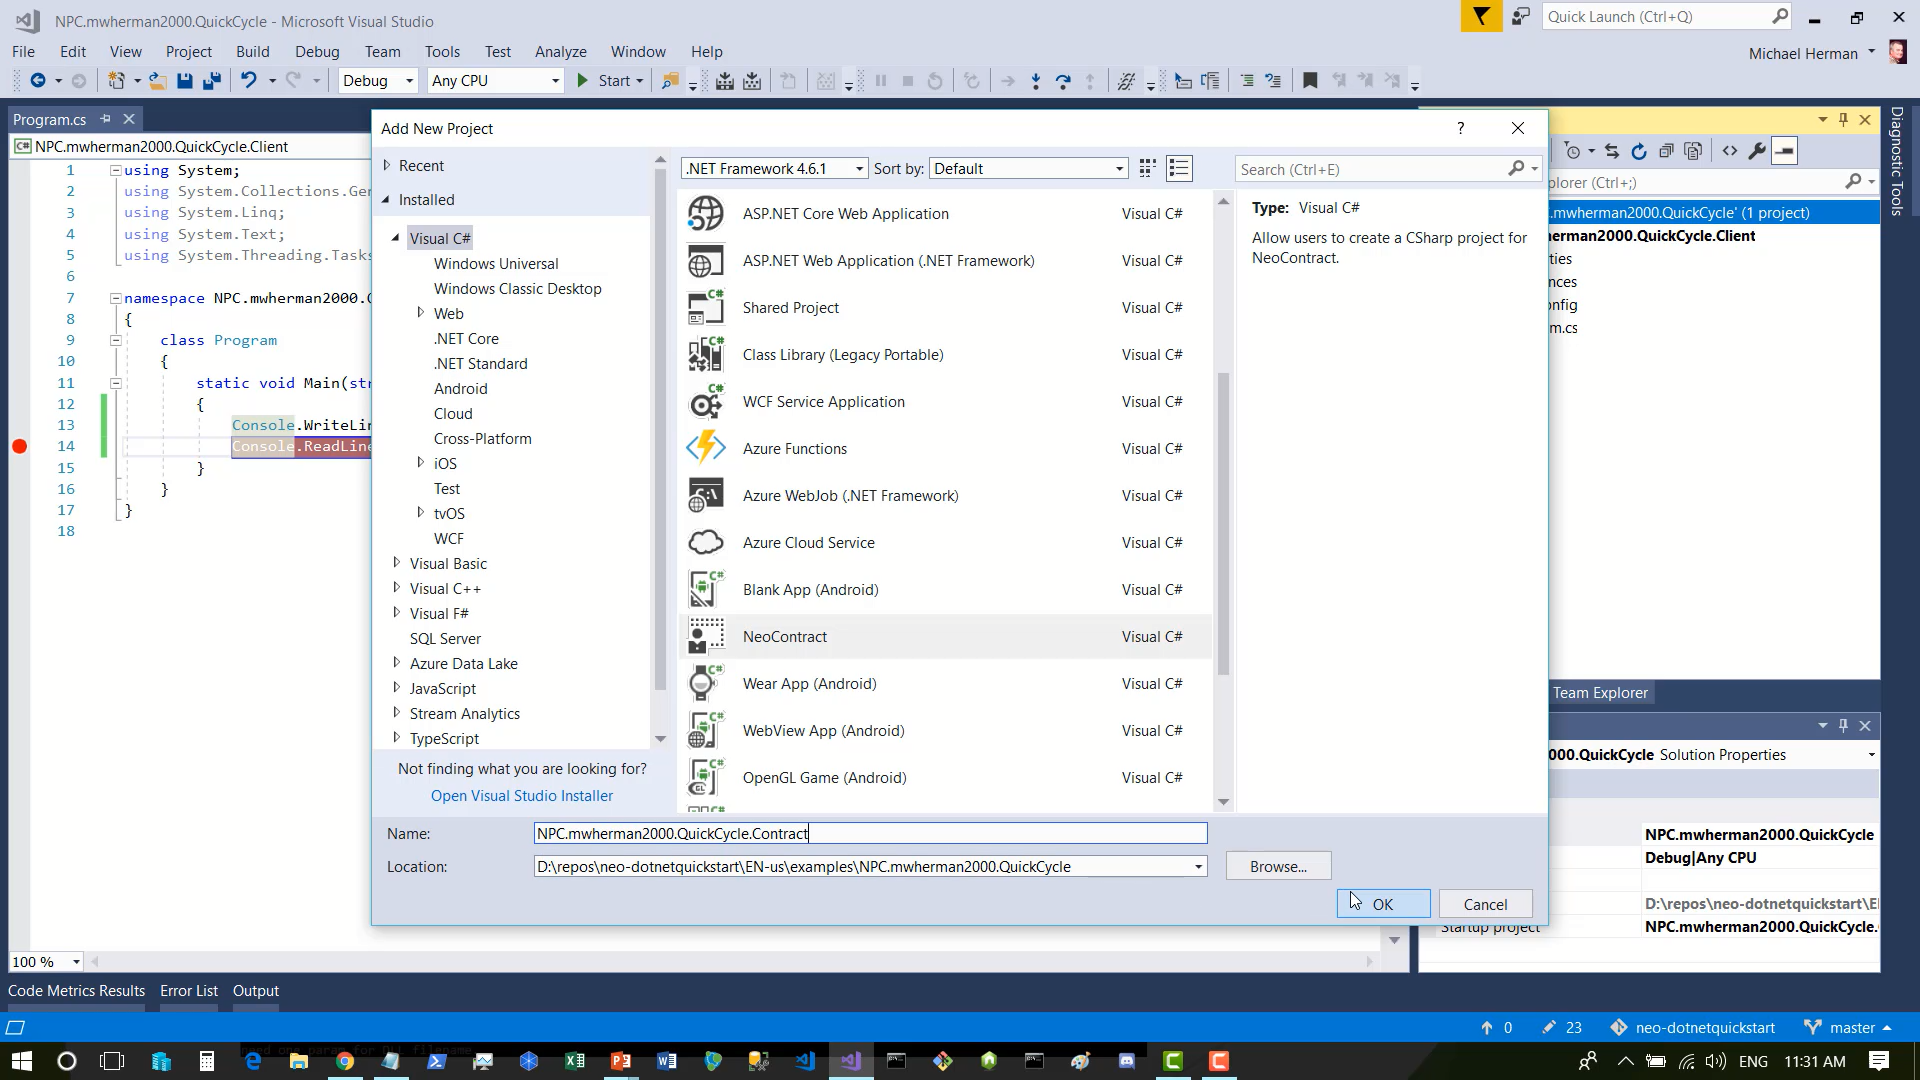 NPC.mwherman2000.QuickCycle - Microsoft Visual Studio
Quick Launch (Ctrl+Q)
File Edit View Project Build Debug Team Tools Test Analyze Window Help
Michael Herman
Debug Any CPU Start
Program.cs
NPC.mwherman2000.QuickCycle.Client
1 using System;
2 using System.Collections.Ger
3 using System.Linq;
4 using System.Text;
5 using System.Threading.Tasks
6
7 namespace NPC.mwherman2000.
8 {
9 class Program
10 {
11 static void Main(str
12 {
13 Console.WriteLin
14 Console.ReadLine
15 }
16 }
17 }
18
100 %
Add New Project
?
Recent
Installed
Visual C#
Windows Universal
Windows Classic Desktop
Web
.NET Core
.NET Standard
Android
Cloud
Cross-Platform
iOS
Test
tvOS
WCF
Visual Basic
Visual C++
Visual F#
SQL Server
Azure Data Lake
JavaScript
Stream Analytics
TypeScript
Not finding what you are looking for?
Open Visual Studio Installer
.NET Framework 4.6.1 Sort by: Default
Search (Ctrl+E)
ASP.NET Core Web Application Visual C#
ASP.NET Web Application (.NET Framework) Visual C#
Shared Project Visual C#
Class Library (Legacy Portable) Visual C#
WCF Service Application Visual C#
Azure Functions Visual C#
Azure WebJob (.NET Framework) Visual C#
Azure Cloud Service Visual C#
Blank App (Android) Visual C#
NeoContract Visual C#
Wear App (Android) Visual C#
WebView App (Android) Visual C#
OpenGL Game (Android) Visual C#
Type: Visual C#
Allow users to create a CSharp project for
NeoContract.
Name: NPC.mwherman2000.QuickCycle.Contract
Location: D:\repos\neo-dotnetquickstart\EN-us\examples\NPC.mwherman2000.QuickCycle
Browse...
OK Cancel
plorer (Ctrl+;)
.mwherman2000.QuickCycle' (1 project)
herman2000.QuickCycle.Client
ties
nces
onfig
m.cs
Diagnostic Tools
Team Explorer
000.QuickCycle Solution Properties
NPC.mwherman2000.QuickCycle
Debug|Any CPU
D:\repos\neo-dotnetquickstart\E
Startup project NPC.mwherman2000.QuickCycle.
Code Metrics Results Error List Output
0 23 neo-dotnetquickstart master
need one param for DLL filename
ENG 11:31 AM